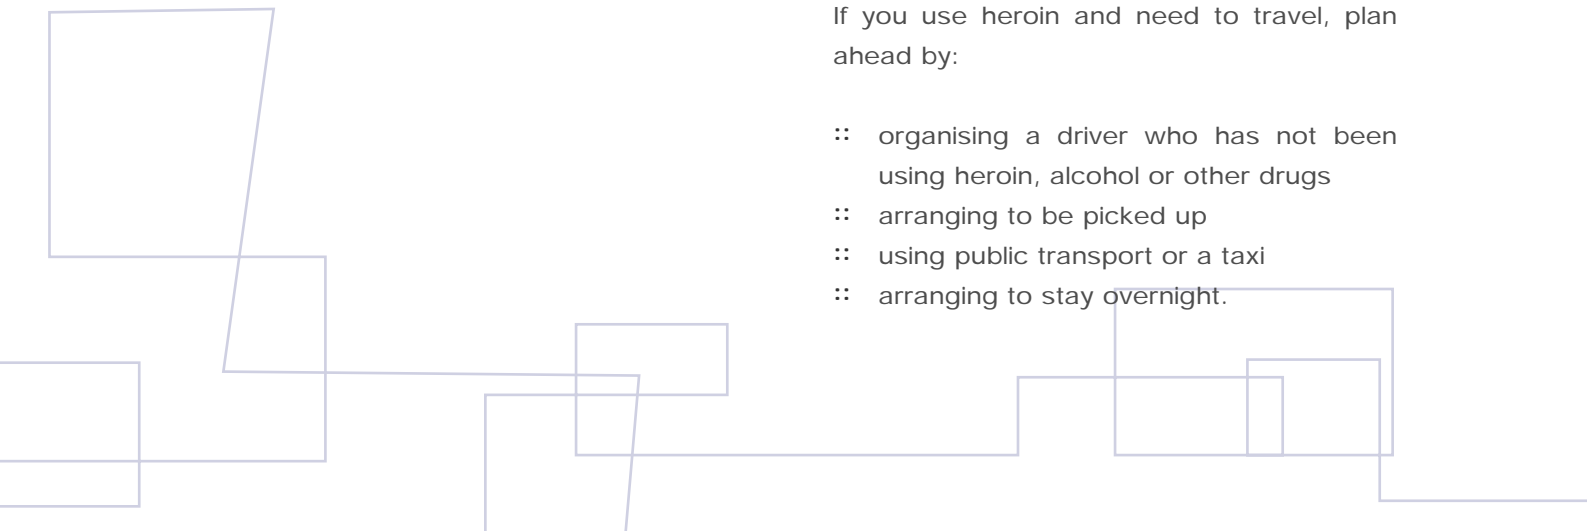 If you use heroin and need to travel, plan
ahead by:
:: organising a driver who has not been
using heroin, alcohol or other drugs
:: arranging to be picked up
:: using public transport or a taxi
:: arranging to stay overnight.